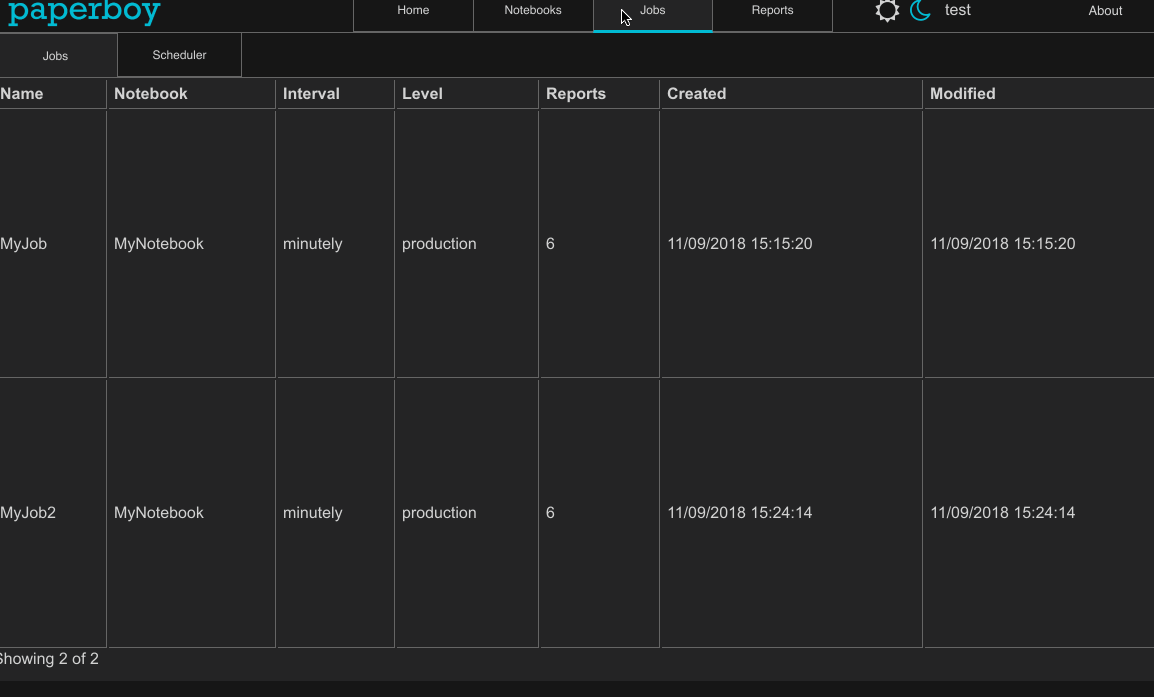 paperboy Home Notebooks Jobs Reports test About
Jobs Scheduler
Name Notebook Interval Level Reports Created Modified
MyJob MyNotebook minutely production 6 11/09/2018 15:15:20 11/09/2018 15:15:20
MyJob2 MyNotebook minutely production 6 11/09/2018 15:24:14 11/09/2018 15:24:14
Showing 2 of 2